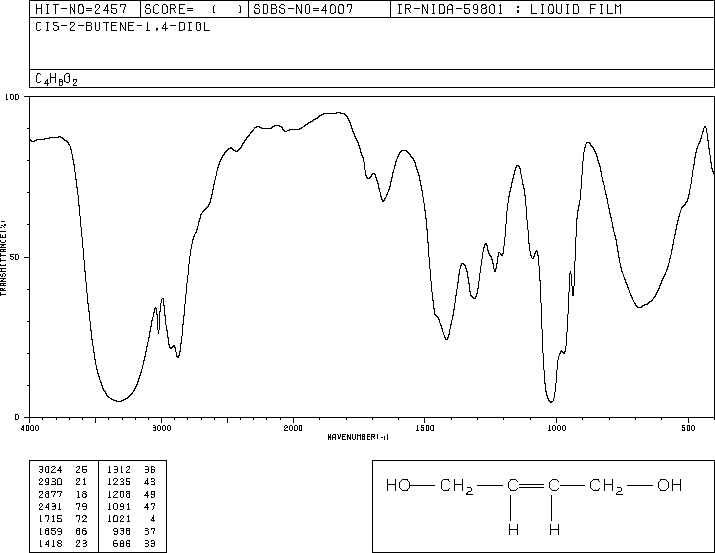 HIT-NO=2457 SCORE= ( ) SDBS-NO=4007 IR-NIDA-59801 : LIQUID FILM
CIS-2-BUTENE-1,4-DIOL
C4H8O2
100
50
0
TRANSMITTANCE(%)
4000 3000 2000 1500 1000 500
WAVENUMBER(-1)
3024 26 1312 36
2930 21 1235 43
2877 18 1208 49
2431 79 1091 47
1715 72 1021 4
1659 66 938 37
1418 23 686 33
HO CH2 C C CH2 OH
H H